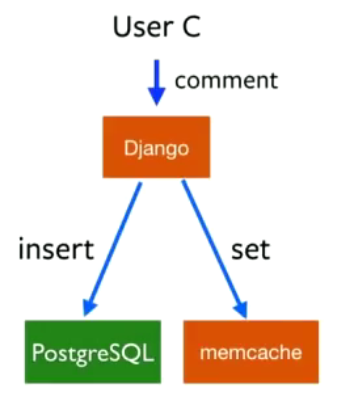 User C
comment
Django
insert
set
PostgreSQL
memcache